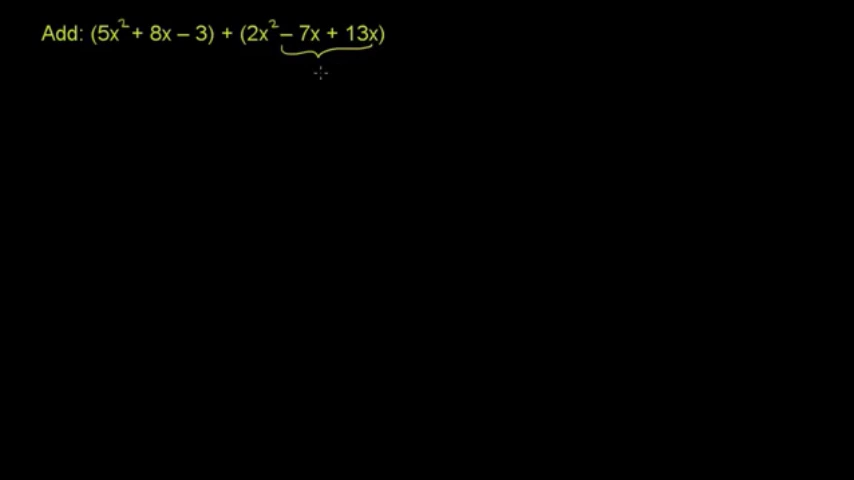 Add: (5x² + 8x – 3) + (2x² – 7x + 13x)